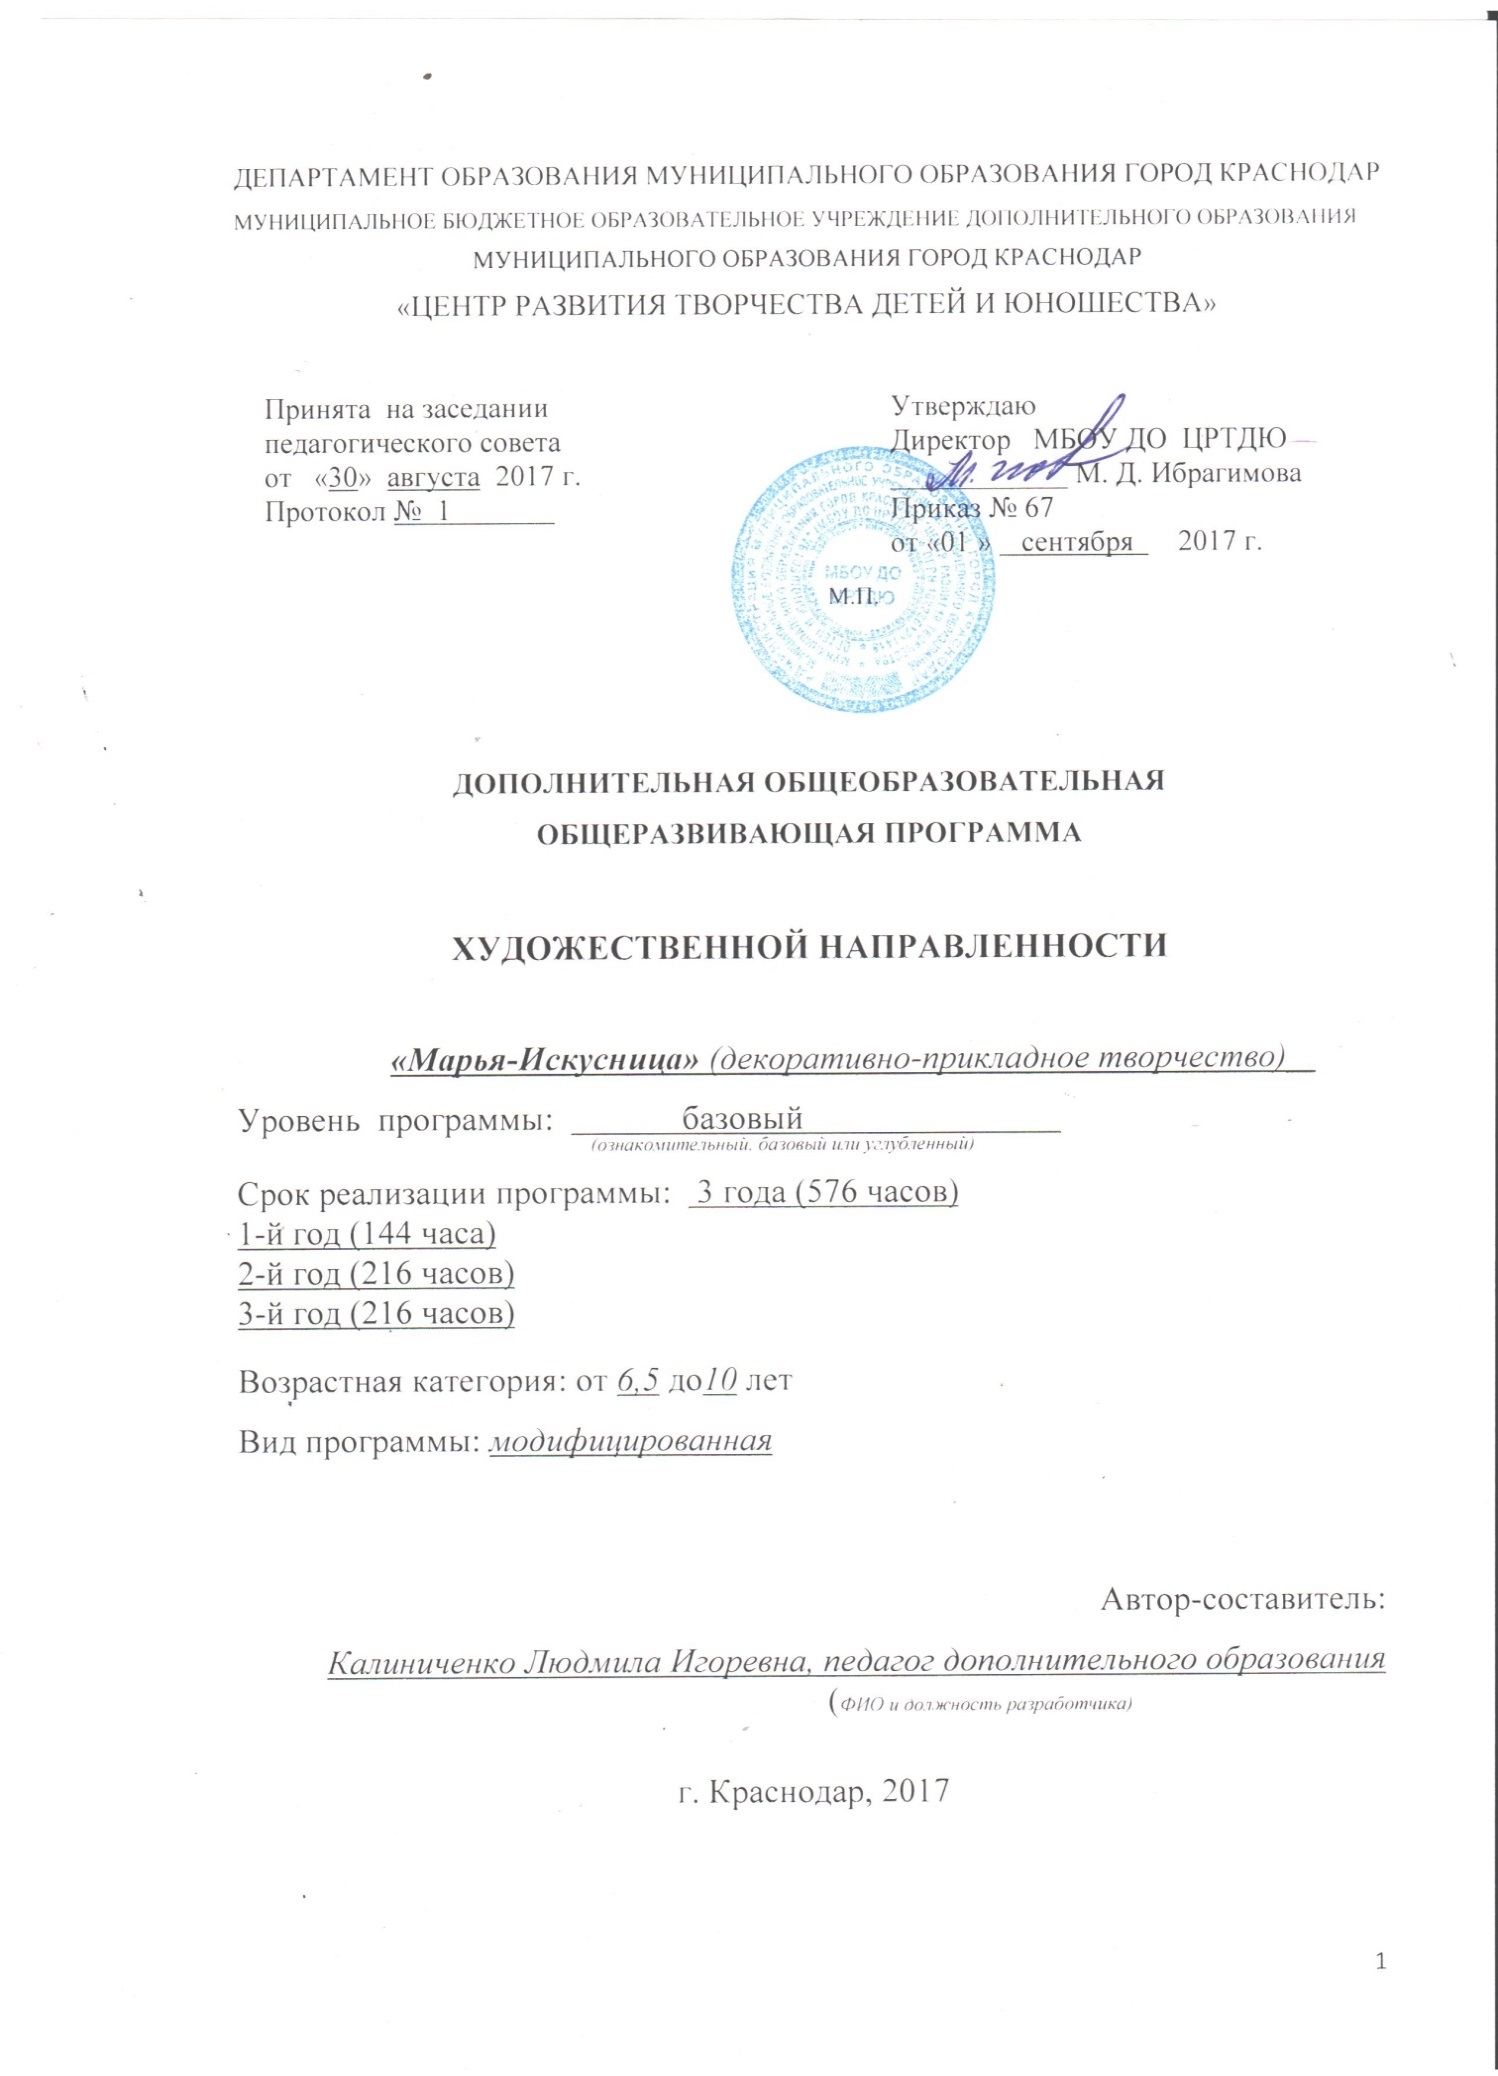 ДЕПАРТАМЕНТ ОБРАЗОВАНИЯ МУНИЦИПАЛЬНОГО ОБРАЗОВАНИЯ ГОРОД КРАСНОДАР
МУНИЦИПАЛЬНОЕ БЮДЖЕТНОЕ ОБРАЗОВАТЕЛЬНОЕ УЧРЕЖДЕНИЕ ДОПОЛНИТЕЛЬНОГО ОБРАЗОВАНИЯ
МУНИЦИПАЛЬНОГО ОБРАЗОВАНИЯ ГОРОД КРАСНОДАР
«ЦЕНТР РАЗВИТИЯ ТВОРЧЕСТВА ДЕТЕЙ И ЮНОШЕСТВА»
Принята на заседании
педагогического совета
от «30» августа 2017 г.
Протокол № 1
Утверждаю
Директор МБОУ ДО ЦРТДЮ
М. Д. Ибрагимова
Приказ № 67
от «01 » сентября 2017 г.
МБОУ ДО
М.П.
ДОПОЛНИТЕЛЬНАЯ ОБЩЕОБРАЗОВАТЕЛЬНАЯ
ОБЩЕРАЗВИВАЮЩАЯ ПРОГРАММА
ХУДОЖЕСТВЕННОЙ НАПРАВЛЕННОСТИ
«Марья-Искусница» (декоративно-прикладное творчество)
Уровень программы: базовый
(ознакомительный, базовый или углубленный)
Срок реализации программы: 3 года (576 часов)
1-й год (144 часа)
2-й год (216 часов)
3-й год (216 часов)
Возрастная категория: от 6,5 до10 лет
Вид программы: модифицированная
Автор-составитель:
Калиниченко Людмила Игоревна, педагог дополнительного образования
(ФИО и должность разработчика)
г. Краснодар, 2017
1